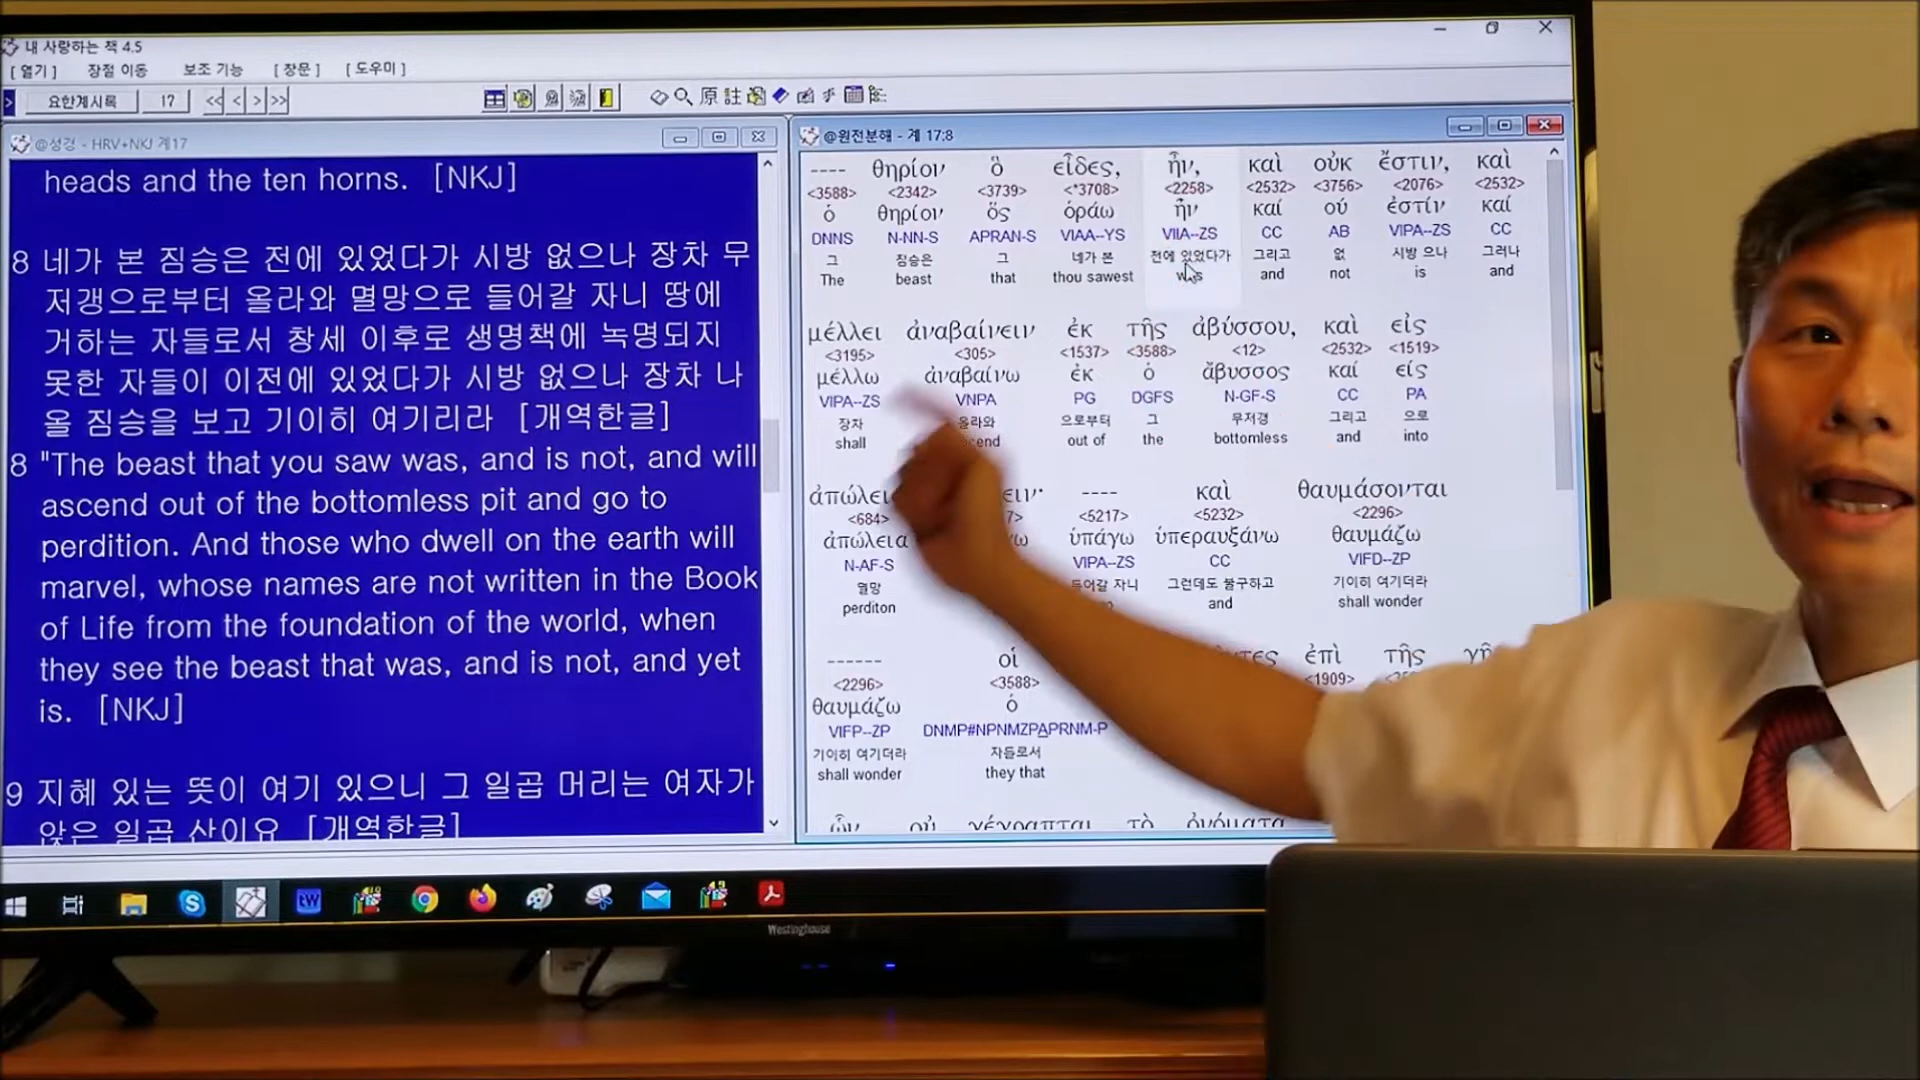 내 사랑하는 책 4.5
[ 열기 ] 장절 이동 보조 기능 [ 창문 ] [ 도우미 ]
> 요한계시록 17 << < > >> 原 註
@성경 - HRV+NKJ 계17
heads and the ten horns. [NKJ]
8 네가 본 짐승은 전에 있었다가 시방 없으나 장차 무
저갱으로부터 올라와 멸망으로 들어갈 자니 땅에
거하는 자들로서 창세 이후로 생명책에 녹명되지
못한 자들이 이전에 있었다가 시방 없으나 장차 나
올 짐승을 보고 기이히 여기리라 [개역한글]
8 "The beast that you saw was, and is not, and will
ascend out of the bottomless pit and go to
perdition. And those who dwell on the earth will
marvel, whose names are not written in the Book
of Life from the foundation of the world, when
they see the beast that was, and is not, and yet
is. [NKJ]
9 지혜 있는 뜻이 여기 있으니 그 일곱 머리는 여자가
앉은 일곱 산이요 [개역한글]
@원전분해 - 계 17:8
---- θηρίον ὃ εἶδες, ἦν, καὶ οὐκ ἔστιν, καὶ
<3588> <2342> <3739> <*3708> <2258> <2532> <3756> <2076> <2532>
ὁ θηρίον ὅς ὁράω ἦν καί οὐ ἐστίν καί
DNNS N-NN-S APRAN-S VIAA--YS VIIA--ZS CC AB VIPA--ZS CC
그 짐승은 그 네가 본 전에 있었다가 그리고 없 시방 으나 그러나
The beast that thou sawest was and not is and
μέλλει ἀναβαίνειν ἐκ τῆς ἀβύσσου, καὶ εἰς
<3195> <305> <1537> <3588> <12> <2532> <1519>
μέλλω ἀναβαίνω ἐκ ὁ ἄβυσσος καί εἰς
VIPA--ZS VNPA PG DGFS N-GF-S CC PA
장차 올라와 으로부터 그 무저갱 그리고 으로
shall out of the bottomless and into
---- καὶ θαυμάσονται
<684> <5217> <5232> <2296>
ἀπώλεια ὑπάγω ὑπεραυξάνω θαυμάζω
N-AF-S VIPA--ZS CC VIFD--ZP
멸망 들어갈 자니 그런데도 불구하고 기이히 여기더라
perditon and shall wonder
------ οἱ ἐπὶ τῆς
<2296> <3588> <1909>
θαυμάζω ὁ
VIFP--ZP DNMP#NPNMZPAPRNM-P
기이히 여기더라 자들로서
shall wonder they that
ὧν οὐ γέγραπται τὸ ὀνόματα
Westinghouse